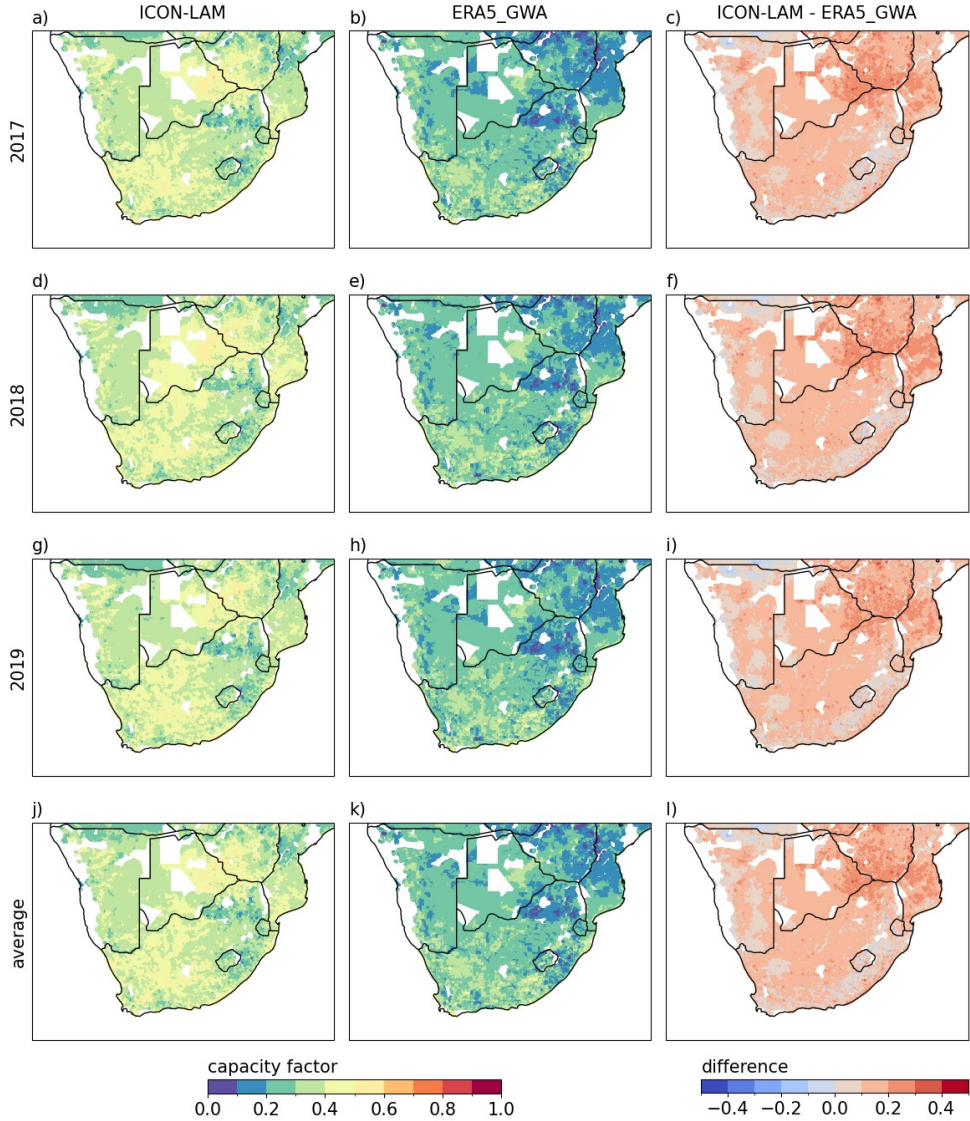 ICON-LAM
ERA5_GWA
ICON-LAM - ERA5_GWA
a)
b)
c)
2017
d)
e)
f)
2018
g)
h)
i)
2019
j)
k)
l)
average
capacity factor
0.0 0.2 0.4 0.6 0.8 1.0
difference
−0.4 −0.2 0.0 0.2 0.4